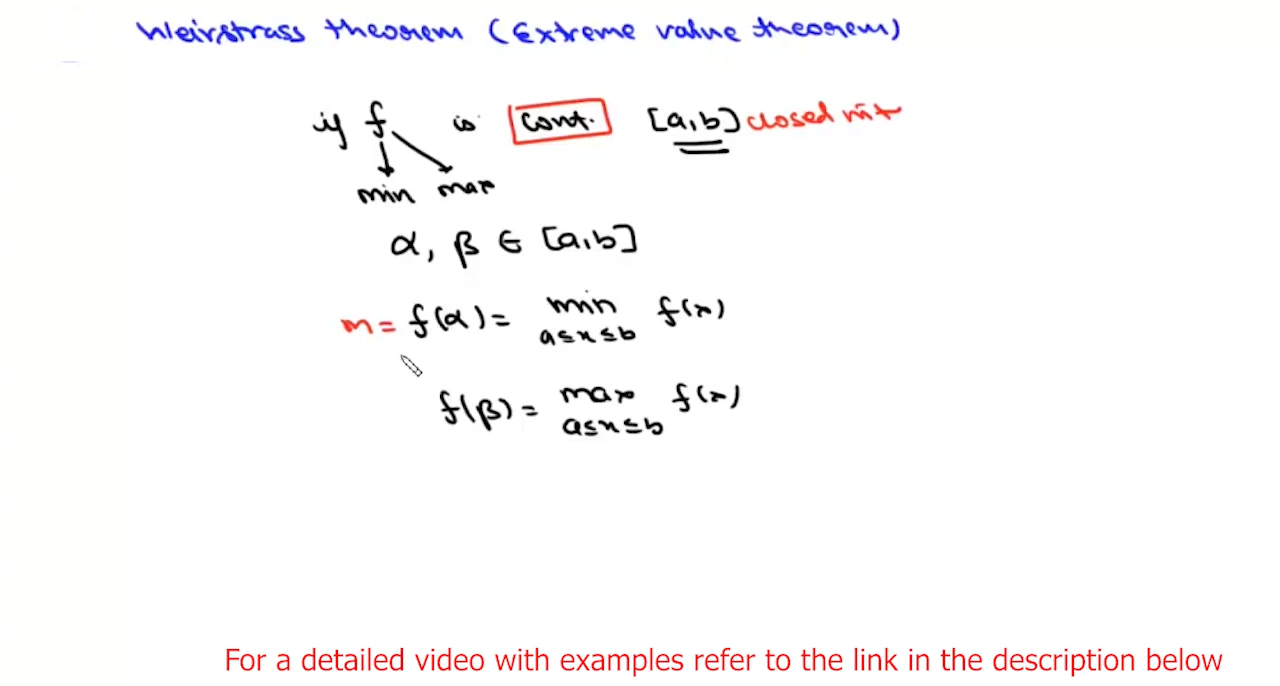 Weirstrass theorem (Extreme value theorem)
if f is cont. [a,b] closed int
min max
α, β ∈ [a,b]
m = f(α) = min f(x)
a≤x≤b
f(β) = max f(x)
a≤x≤b
For a detailed video with examples refer to the link in the description below